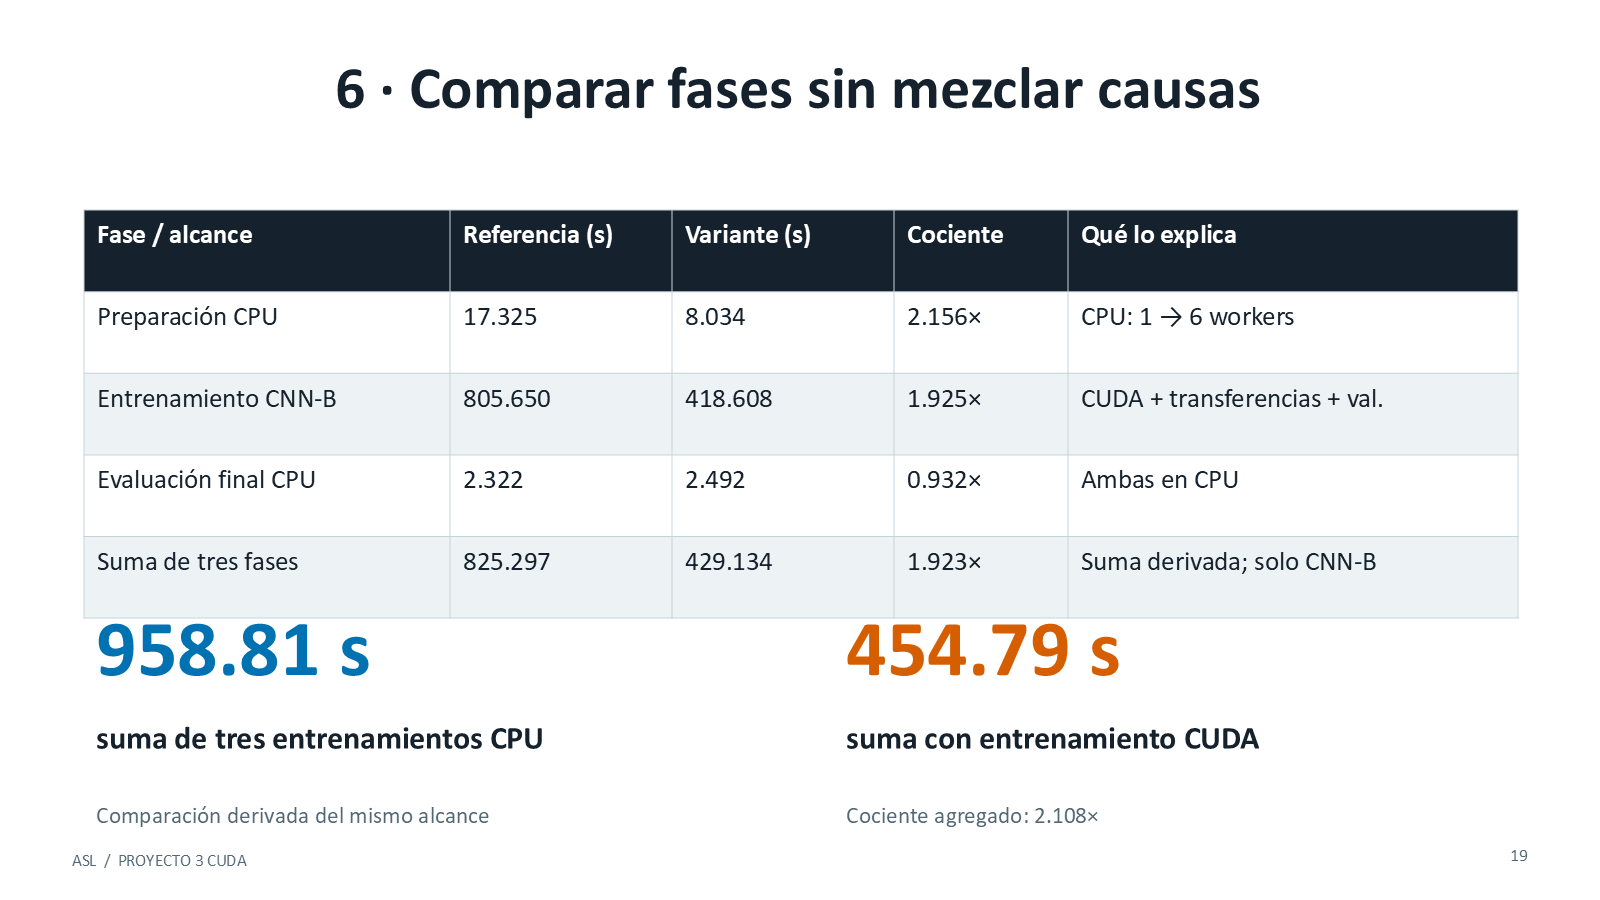 6 · Comparar fases sin mezclar causas
Fase / alcance Referencia (s) Variante (s) Cociente Qué lo explica
Preparación CPU 17.325 8.034 2.156× CPU: 1 → 6 workers
Entrenamiento CNN-B 805.650 418.608 1.925× CUDA + transferencias + val.
Evaluación final CPU 2.322 2.492 0.932× Ambas en CPU
Suma de tres fases 825.297 429.134 1.923× Suma derivada; solo CNN-B
958.81 s 454.79 s
suma de tres entrenamientos CPU suma con entrenamiento CUDA
Comparación derivada del mismo alcance Cociente agregado: 2.108×
ASL / PROYECTO 3 CUDA 19